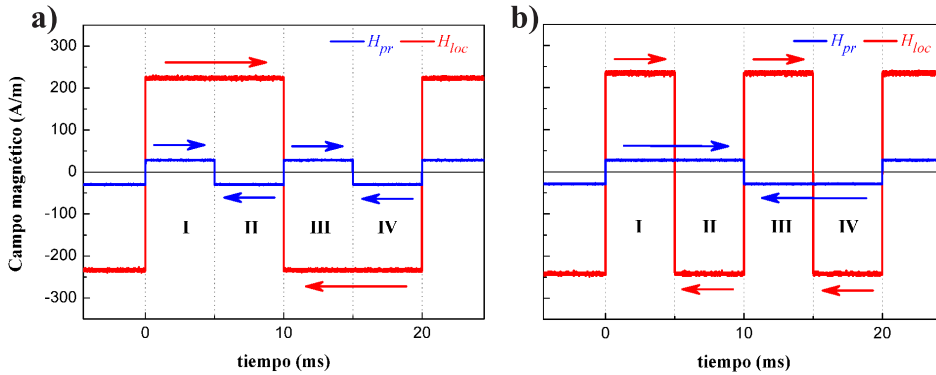 a)
H_pr H_loc
Campo magnético (A/m)
300
200
100
0
-100
-200
-300
I II III IV
0 10 20
tiempo (ms)
b)
H_pr H_loc
I II III IV
0 10 20
tiempo (ms)